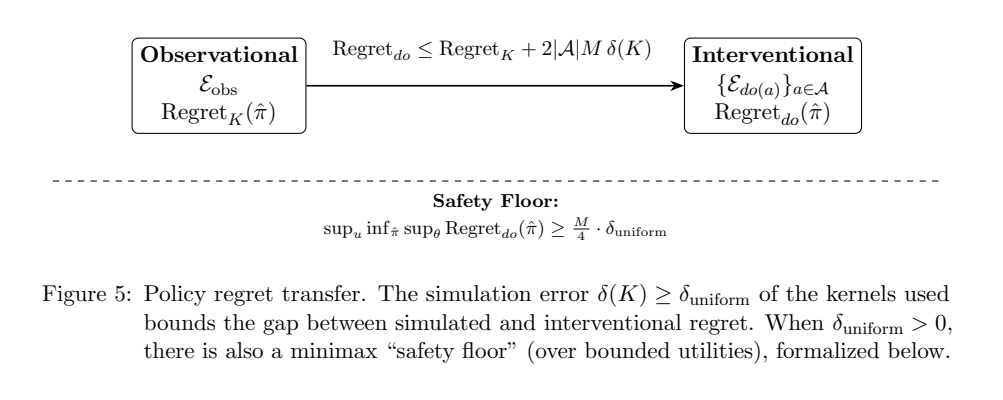 Observational
ℰ_obs
Regret_K(π̂)
Regret_do ≤ Regret_K + 2|𝒜|M δ(K)
Interventional
{ℰ_do(a)}_a∈𝒜
Regret_do(π̂)
Safety Floor:
sup_u inf_π̂ sup_θ Regret_do(π̂) ≥ M/4 · δ_uniform
Figure 5: Policy regret transfer. The simulation error δ(K) ≥ δ_uniform of the kernels used
bounds the gap between simulated and interventional regret. When δ_uniform > 0,
there is also a minimax “safety floor” (over bounded utilities), formalized below.